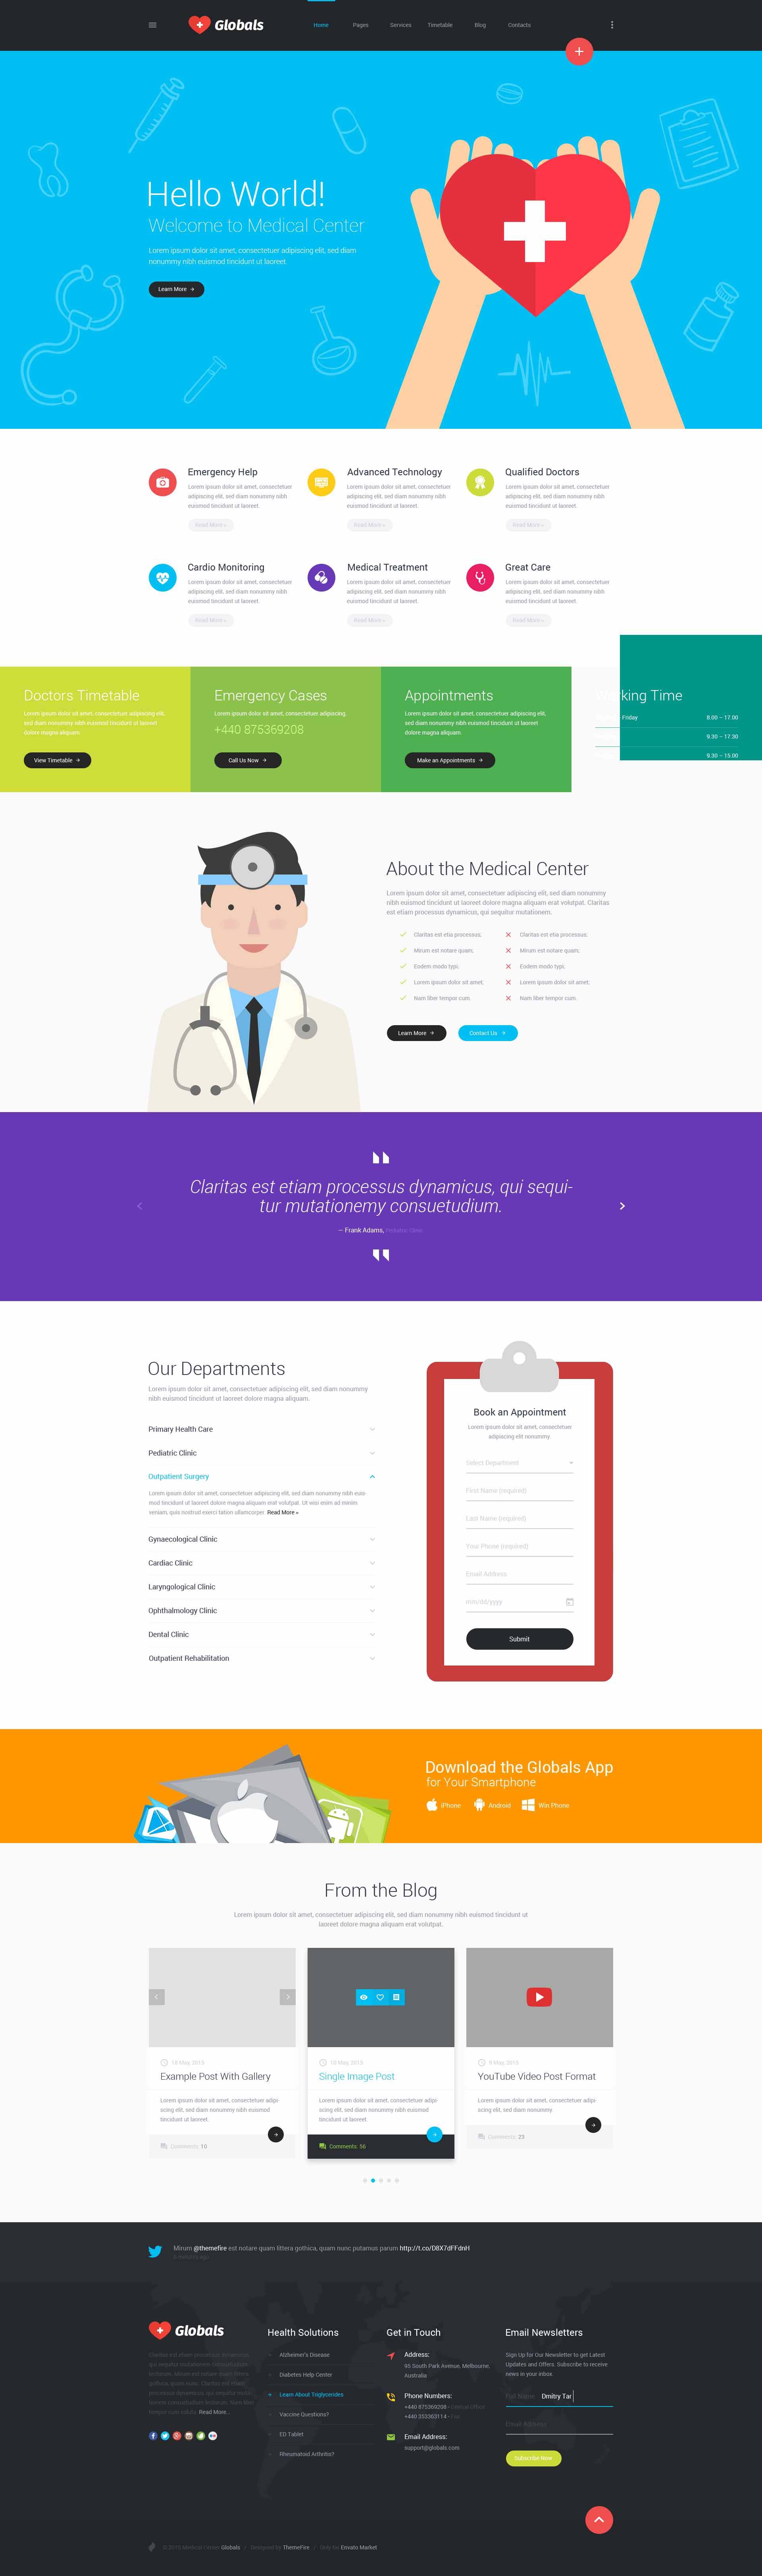 Globals
Home Pages Services Timetable Blog Contacts
Hello World!
Welcome to Medical Center
Lorem ipsum dolor sit amet, consectetuer adipiscing elit, sed diam
nonummy nibh euismod tincidunt ut laoreet
Learn More
Emergency Help
Lorem ipsum dolor sit amet, consectetuer
adipiscing elit, sed diam nonummy nibh
euismod tincidunt ut laoreet.
Read More »
Advanced Technology
Lorem ipsum dolor sit amet, consectetuer
adipiscing elit, sed diam nonummy nibh
euismod tincidunt ut laoreet.
Read More »
Qualified Doctors
Lorem ipsum dolor sit amet, consectetuer
adipiscing elit, sed diam nonummy nibh
euismod tincidunt ut laoreet.
Read More »
Cardio Monitoring
Lorem ipsum dolor sit amet, consectetuer
adipiscing elit, sed diam nonummy nibh
euismod tincidunt ut laoreet.
Read More »
Medical Treatment
Lorem ipsum dolor sit amet, consectetuer
adipiscing elit, sed diam nonummy nibh
euismod tincidunt ut laoreet.
Read More »
Great Care
Lorem ipsum dolor sit amet, consectetuer
adipiscing elit, sed diam nonummy nibh
euismod tincidunt ut laoreet.
Read More »
Doctors Timetable
Lorem ipsum dolor sit amet, consectetuer adipiscing elit,
sed diam nonummy nibh euismod tincidunt ut laoreet
dolore magna aliquam.
View Timetable
Emergency Cases
Lorem ipsum dolor sit amet, consectetuer adipiscing.
+440 875369208
Call Us Now
Appointments
Lorem ipsum dolor sit amet, consectetuer adipiscing elit,
sed diam nonummy nibh euismod tincidunt ut laoreet
dolore magna aliquam.
Make an Appointments
Working Time
Friday 8.00 – 17.00
9.30 – 17.30
9.30 – 15.00
About the Medical Center
Lorem ipsum dolor sit amet, consectetuer adipiscing elit, sed diam nonummy
nibh euismod tincidunt ut laoreet dolore magna aliquam erat volutpat. Claritas
est etiam processus dynamicus, qui sequitur mutationem.
Claritas est etia processus;
Mirum est notare quam;
Eodem modo typi;
Lorem ipsum dolor sit amet;
Nam liber tempor cum.
Claritas est etia processus;
Mirum est notare quam;
Eodem modo typi;
Lorem ipsum dolor sit amet;
Nam liber tempor cum.
Learn More
Contact Us
Claritas est etiam processus dynamicus, qui sequi-
tur mutationemy consuetudium.
— Frank Adams,
Our Departments
Lorem ipsum dolor sit amet, consectetuer adipiscing elit, sed diam nonummy
nibh euismod tincidunt ut laoreet dolore magna aliquam.
Primary Health Care
Pediatric Clinic
Outpatient Surgery
Lorem ipsum dolor sit amet, consectetuer adipiscing elit, sed diam nonummy nibh euis-
mod tincidunt ut laoreet dolore magna aliquam erat volutpat. Ut wisi enim ad minim
veniam, quis nostrud exerci tation ullamcorper. Read More »
Gynaecological Clinic
Cardiac Clinic
Laryngological Clinic
Ophthalmology Clinic
Dental Clinic
Outpatient Rehabilitation
Book an Appointment
Lorem ipsum dolor sit amet, consectetuer
adipiscing elit nonummy.
Select Department
First Name (required)
Last Name (required)
Your Phone (required)
Email Address
mm/dd/yyyy
Submit
Download the Globals App
for Your Smartphone
iPhone Android Win Phone
From the Blog
Lorem ipsum dolor sit amet, consectetuer adipiscing elit, sed diam nonummy nibh euismod tincidunt ut
laoreet dolore magna aliquam erat volutpat.
Example Post With Gallery
Lorem ipsum dolor sit amet, consectetuer adipi-
scing elit, sed diam nonummy nibh euismod
tincidunt ut laoreet.
Comments: 10
Single Image Post
Lorem ipsum dolor sit amet, consectetuer adipi-
scing elit, sed diam nonummy nibh euismod
tincidunt ut laoreet.
Comments: 56
5 May, 2015
YouTube Video Post Format
Lorem ipsum dolor sit amet, consectetuer adipi-
scing elit, sed diam nonummy
Comments: 23
Mirum @themefire est notare quam littera gothica, quam nunc putamus parum http://t.co/D8X7dFFdnH
Globals
Read More...
Health Solutions
Alzheimer's Disease
Diabetes Help Center
Learn About Triglycerides
Vaccine Questions?
ED Tablet
Rheumatoid Arthritis?
Get in Touch
Address:
95 South Park Avenue, Melbourne,
Australia
Phone Numbers:
+440 875369208 -
+440 353363114 -
Email Address:
support@globals.com
Email Newsletters
Sign Up for Our Newsletter to get Latest
Updates and Offers. Subscribe to receive
news in your inbox.
Full Name Dmitry Tar
Email Address
Subscribe Now
© 2015 Medical Center Globals / Designed by ThemeFire / Only for Envato Market